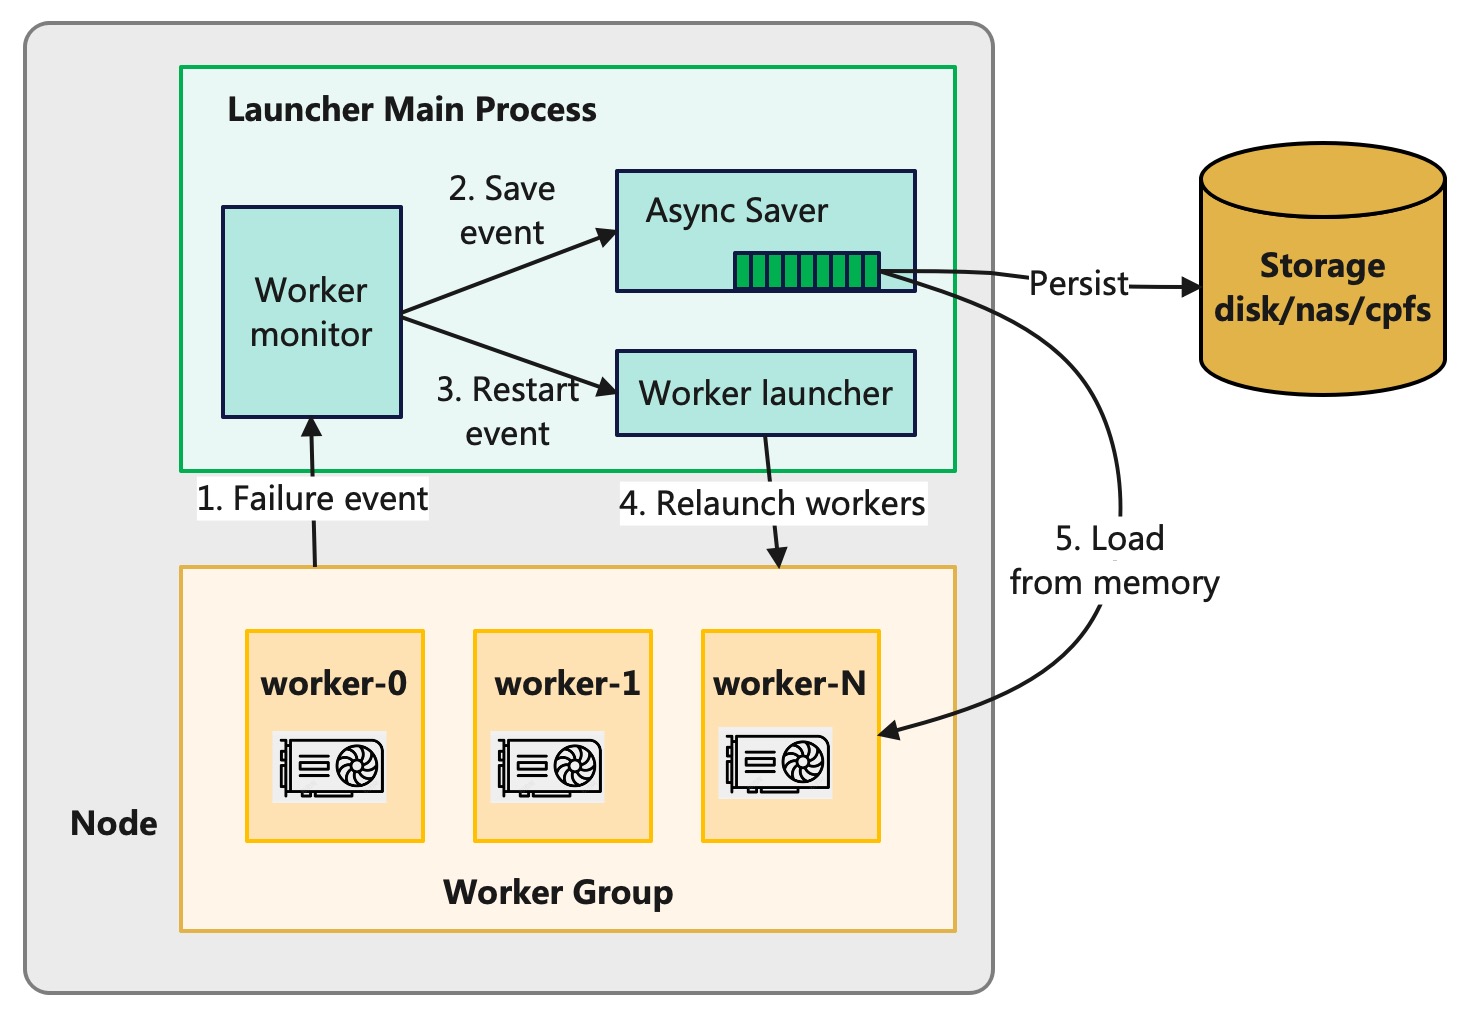 Launcher Main Process
2. Save
event
Async Saver
Worker
monitor
Persist
Storage
disk/nas/cpfs
3. Restart
event
Worker launcher
1. Failure event
4. Relaunch workers
5. Load
from memory
worker-0
worker-1
worker-N
Node
Worker Group